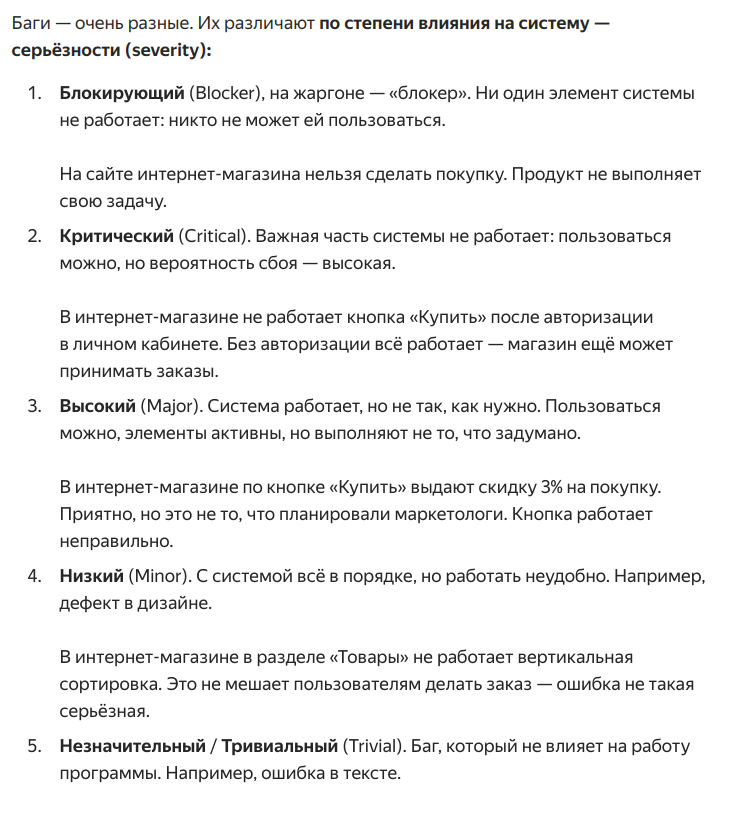 Баги — очень разные. Их различают по степени влияния на систему —
серьёзности (severity):
1. Блокирующий (Blocker), на жаргоне — «блокер». Ни один элемент системы
не работает: никто не может ей пользоваться.
На сайте интернет-магазина нельзя сделать покупку. Продукт не выполняет
свою задачу.
2. Критический (Critical). Важная часть системы не работает: пользоваться
можно, но вероятность сбоя — высокая.
В интернет-магазине не работает кнопка «Купить» после авторизации
в личном кабинете. Без авторизации всё работает — магазин ещё может
принимать заказы.
3. Высокий (Major). Система работает, но не так, как нужно. Пользоваться
можно, элементы активны, но выполняют не то, что задумано.
В интернет-магазине по кнопке «Купить» выдают скидку 3% на покупку.
Приятно, но это не то, что планировали маркетологи. Кнопка работает
неправильно.
4. Низкий (Minor). С системой всё в порядке, но работать неудобно. Например,
дефект в дизайне.
В интернет-магазине в разделе «Товары» не работает вертикальная
сортировка. Это не мешает пользователям делать заказ — ошибка не такая
серьёзная.
5. Незначительный / Тривиальный (Trivial). Баг, который не влияет на работу
программы. Например, ошибка в тексте.